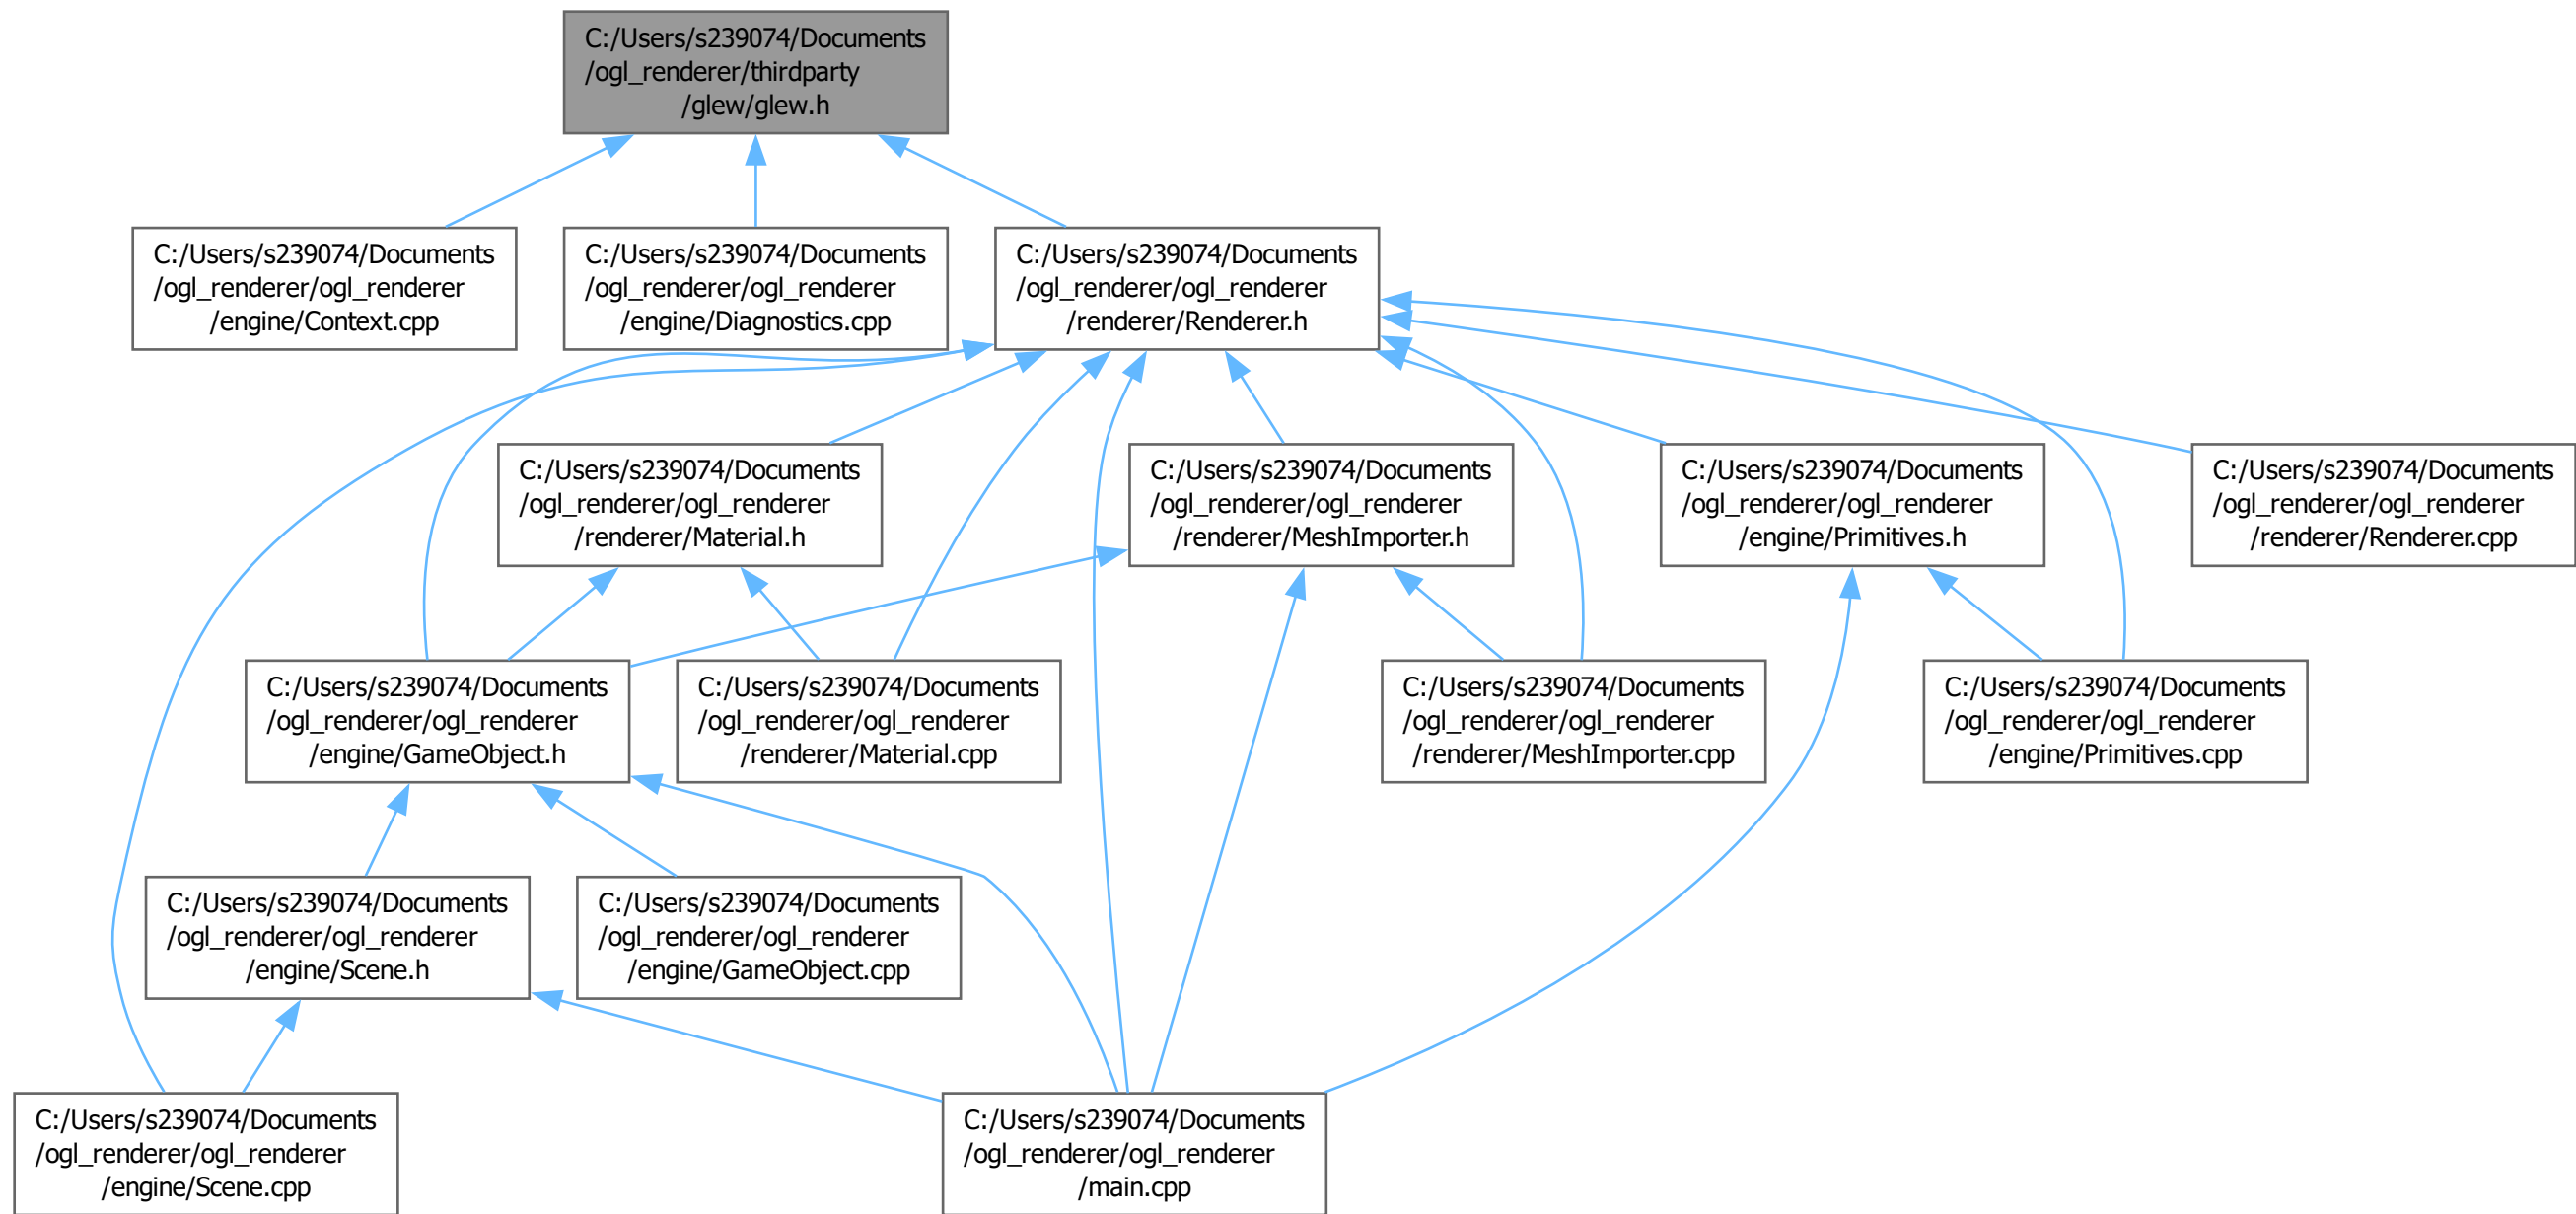 C:/Users/s239074/Documents
/ogl_renderer/thirdparty
/glew/glew.h
C:/Users/s239074/Documents
/ogl_renderer/ogl_renderer
/engine/Context.cpp
C:/Users/s239074/Documents
/ogl_renderer/ogl_renderer
/engine/Diagnostics.cpp
C:/Users/s239074/Documents
/ogl_renderer/ogl_renderer
/renderer/Renderer.h
C:/Users/s239074/Documents
/ogl_renderer/ogl_renderer
/renderer/Material.h
C:/Users/s239074/Documents
/ogl_renderer/ogl_renderer
/renderer/MeshImporter.h
C:/Users/s239074/Documents
/ogl_renderer/ogl_renderer
/engine/Primitives.h
C:/Users/s239074/Documents
/ogl_renderer/ogl_renderer
/renderer/Renderer.cpp
C:/Users/s239074/Documents
/ogl_renderer/ogl_renderer
/engine/GameObject.h
C:/Users/s239074/Documents
/ogl_renderer/ogl_renderer
/renderer/Material.cpp
C:/Users/s239074/Documents
/ogl_renderer/ogl_renderer
/renderer/MeshImporter.cpp
C:/Users/s239074/Documents
/ogl_renderer/ogl_renderer
/engine/Primitives.cpp
C:/Users/s239074/Documents
/ogl_renderer/ogl_renderer
/engine/Scene.h
C:/Users/s239074/Documents
/ogl_renderer/ogl_renderer
/engine/GameObject.cpp
C:/Users/s239074/Documents
/ogl_renderer/ogl_renderer
/engine/Scene.cpp
C:/Users/s239074/Documents
/ogl_renderer/ogl_renderer
/main.cpp